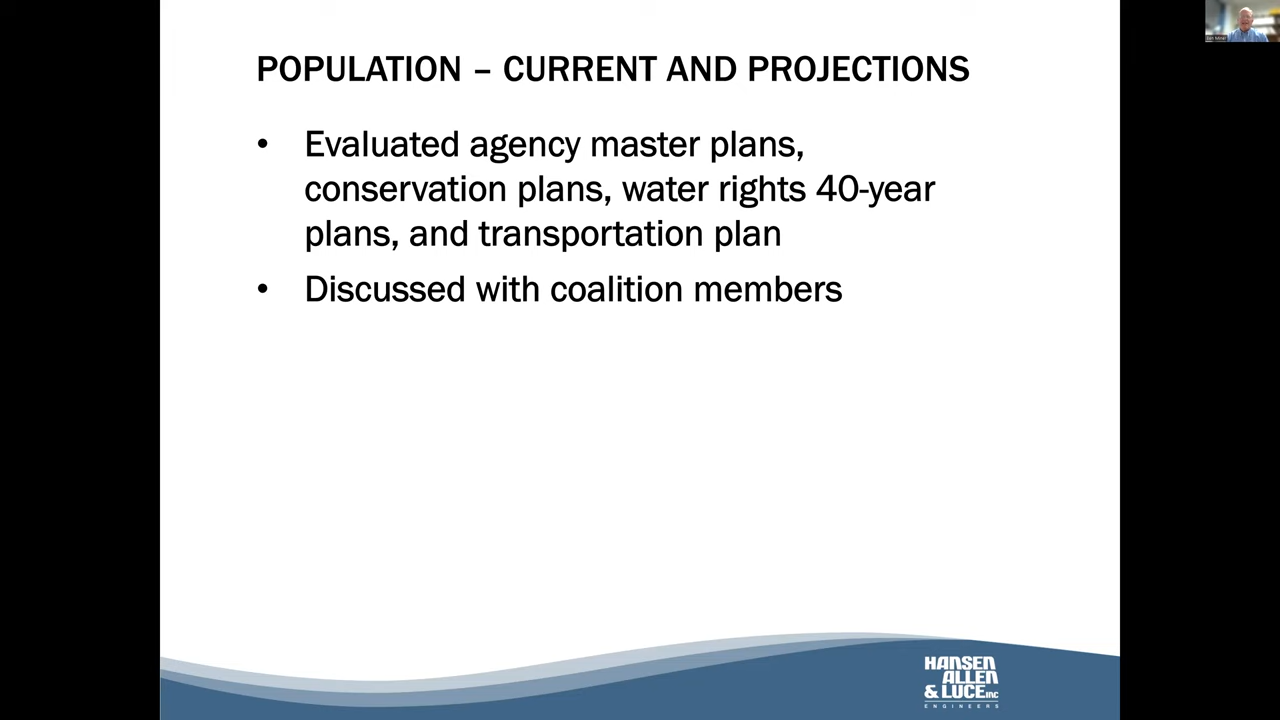 POPULATION – CURRENT AND PROJECTIONS
• Evaluated agency master plans,
conservation plans, water rights 40-year
plans, and transportation plan
• Discussed with coalition members
HANSEN
ALLEN
& LUCE INC
ENGINEERS